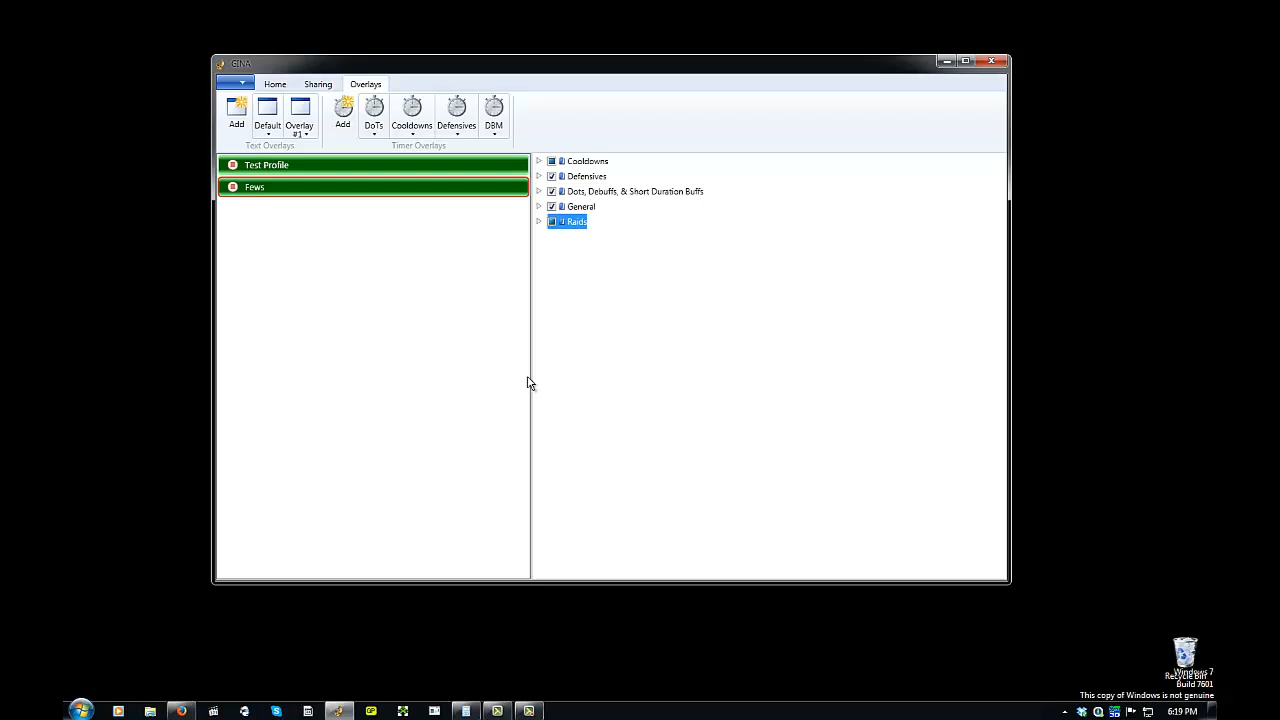 GINA
Home Sharing Overlays
Add Default Overlay #1 Add DoTs Cooldowns Defensives DBM
Text Overlays Timer Overlays
Test Profile
Fews
Cooldowns
Defensives
Dots, Debuffs, & Short Duration Buffs
General
Raids
Recycle Bin
Windows 7
Build 7601
This copy of Windows is not genuine
6:19 PM